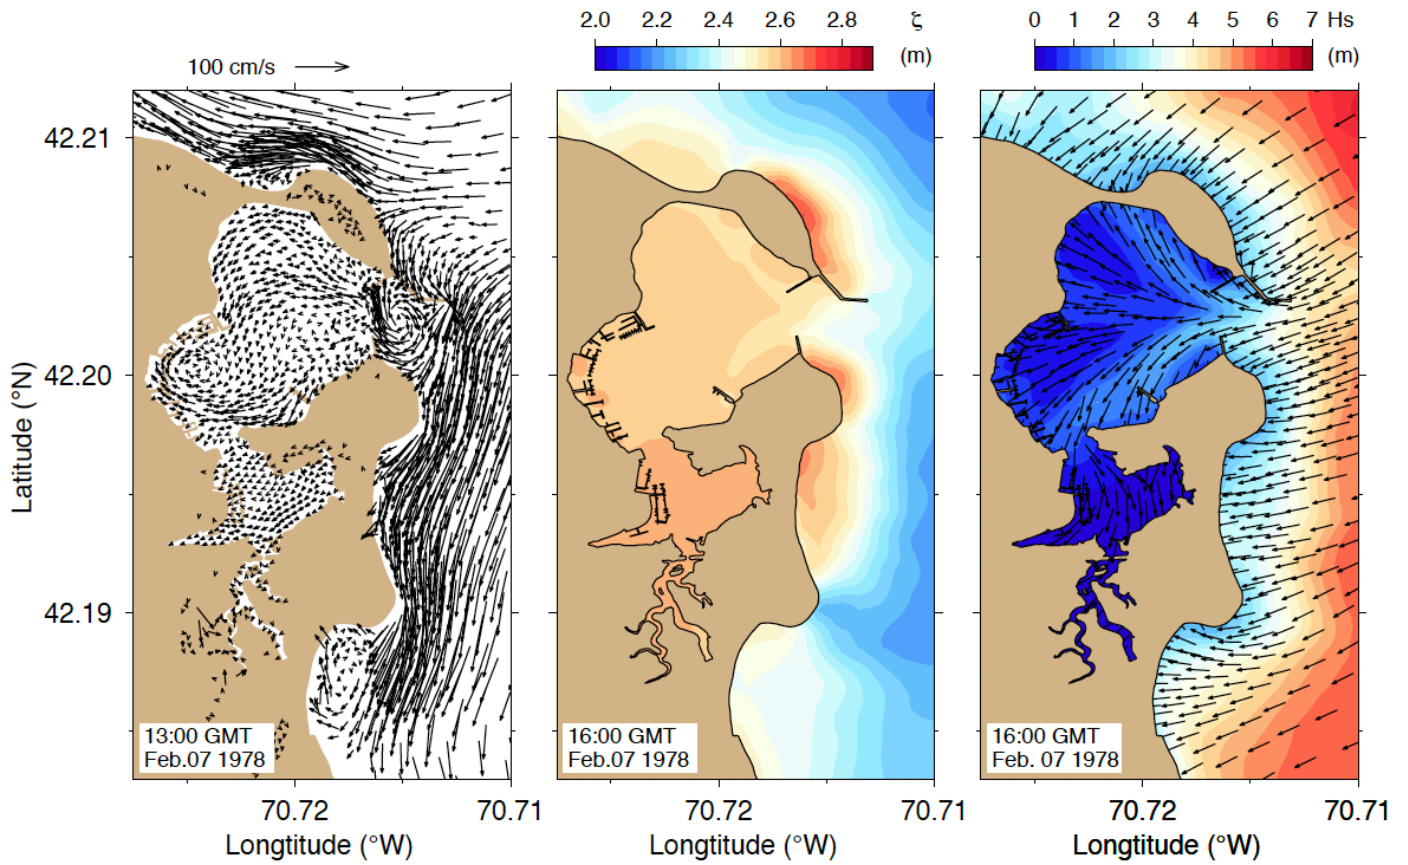 2.0 2.2 2.4 2.6 2.8 ζ
0 1 2 3 4 5 6 7 Hs
100 cm/s
(m)
(m)
42.21
42.20
42.19
Latitude (°N)
13:00 GMT
Feb.07 1978
16:00 GMT
Feb.07 1978
16:00 GMT
Feb. 07 1978
70.72 70.71
70.72 70.71
70.72 70.71
Longtitude (°W)
Longtitude (°W)
Longtitude (°W)